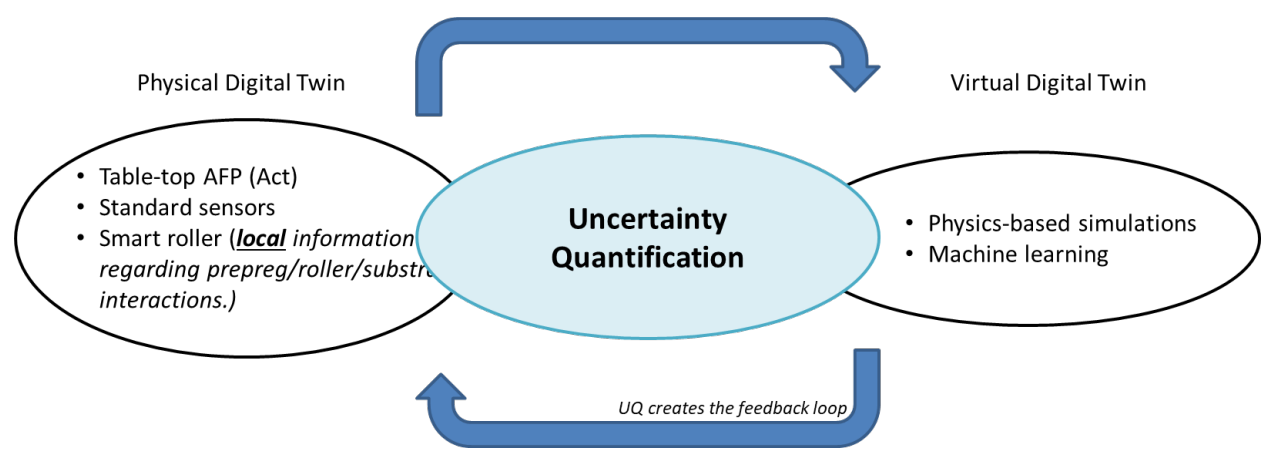 Physical Digital Twin
Virtual Digital Twin
• Table-top AFP (Act)
• Standard sensors
• Smart roller (local information
regarding prepreg/roller/substr
interactions.)
Uncertainty
Quantification
• Physics-based simulations
• Machine learning
UQ creates the feedback loop